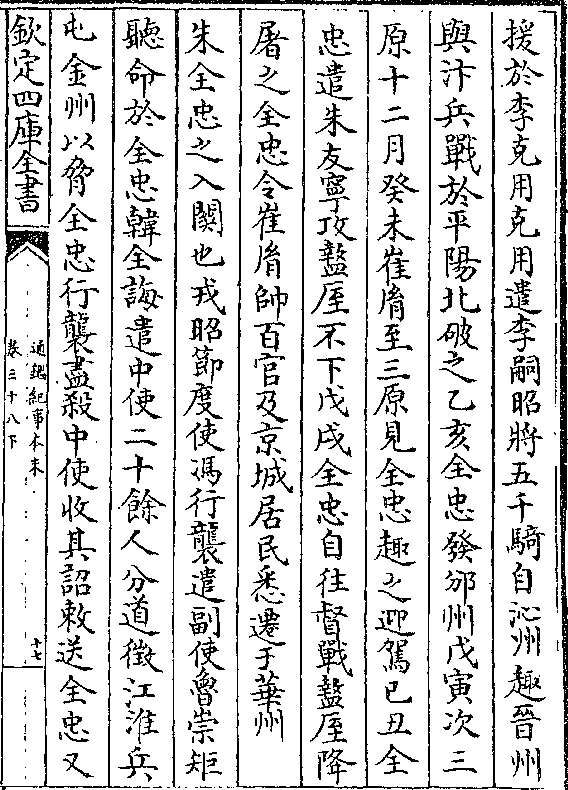 援於李克用克用遣李嗣昭將五千騎自沁州趣晉州
與汴兵戰於平陽北破之乙亥全忠發邠州戊寅次三
原十二月癸未崔𦙍至三原見全忠趣之迎駕己丑全
忠遣朱友寧攻盩厔不下戊戌全忠自往督戰盩厔降
屠之全忠令崔𦙍帥百官及京城居民悉遷于華州
朱全忠之入關也戎昭節度使馮行襲遣副使魯崇矩
聽命於全忠韓全誨遣中使二十餘人分道徵江淮兵
屯金州以脅全忠行襲盡殺中使收其詔敕送全忠又
欽定四庫全書
通鑑紀事本末
卷三十八下
十七